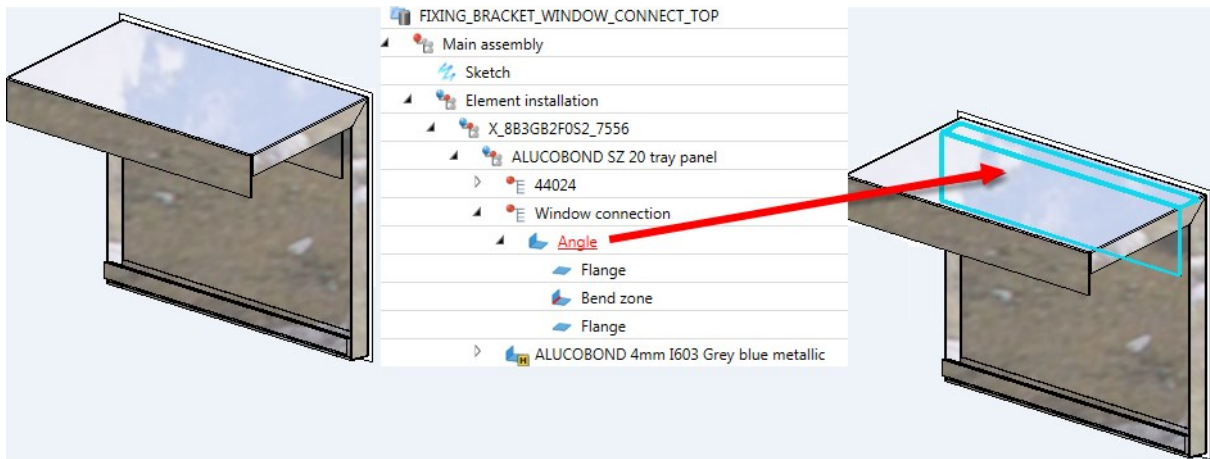 FIXING_BRACKET_WINDOW_CONNECT_TOP
Main assembly
Sketch
Element installation
X_8B3GB2F0S2_7556
ALUCOBOND SZ 20 tray panel
44024
Window connection
Angle
Flange
Bend zone
Flange
H ALUCOBOND 4mm I603 Grey blue metallic